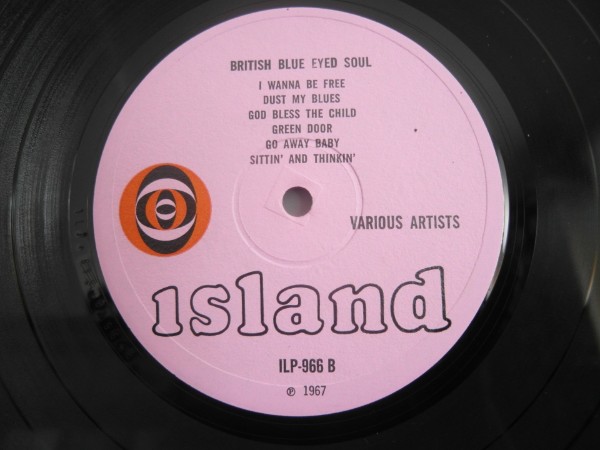 BRITISH BLUE EYED SOUL
I WANNA BE FREE
DUST MY BLUES
GOD BLESS THE CHILD
GREEN DOOR
GO AWAY BABY
SITTIN' AND THINKIN'
VARIOUS ARTISTS
island
ILP-966 B
℗ 1967